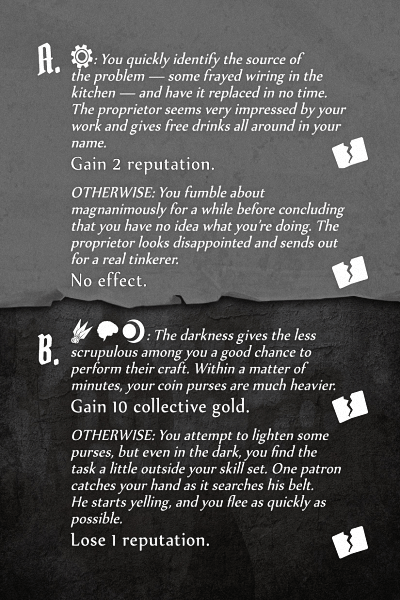 A. : You quickly identify the source of
the problem — some frayed wiring in the
kitchen — and have it replaced in no time.
The proprietor seems very impressed by your
work and gives free drinks all around in your
name.
Gain 2 reputation.
OTHERWISE: You fumble about
magnanimously for a while before concluding
that you have no idea what you're doing. The
proprietor looks disappointed and sends out
for a real tinkerer.
No effect.
B. : The darkness gives the less
scrupulous among you a good chance to
perform their craft. Within a matter of
minutes, your coin purses are much heavier.
Gain 10 collective gold.
OTHERWISE: You attempt to lighten some
purses, but even in the dark, you find the
task a little outside your skill set. One patron
catches your hand as it searches his belt.
He starts yelling, and you flee as quickly as
possible.
Lose 1 reputation.